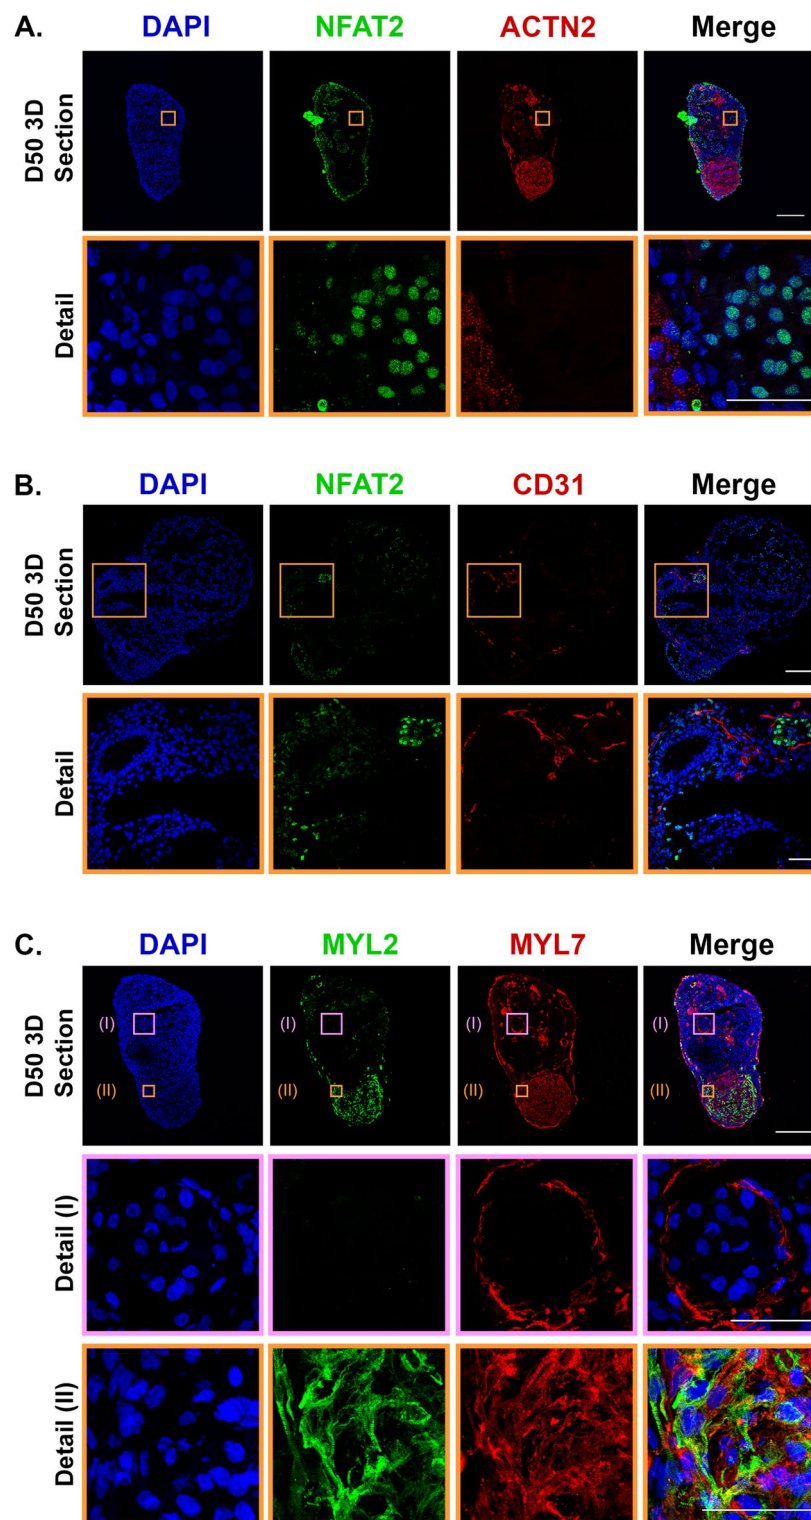 A.
DAPI NFAT2 ACTN2 Merge
D50 3D
Section
Detail
B.
DAPI NFAT2 CD31 Merge
D50 3D
Section
Detail
C.
DAPI MYL2 MYL7 Merge
D50 3D
Section
(I) (I) (I) (I)
(II) (II) (II) (II)
Detail (I)
Detail (II)